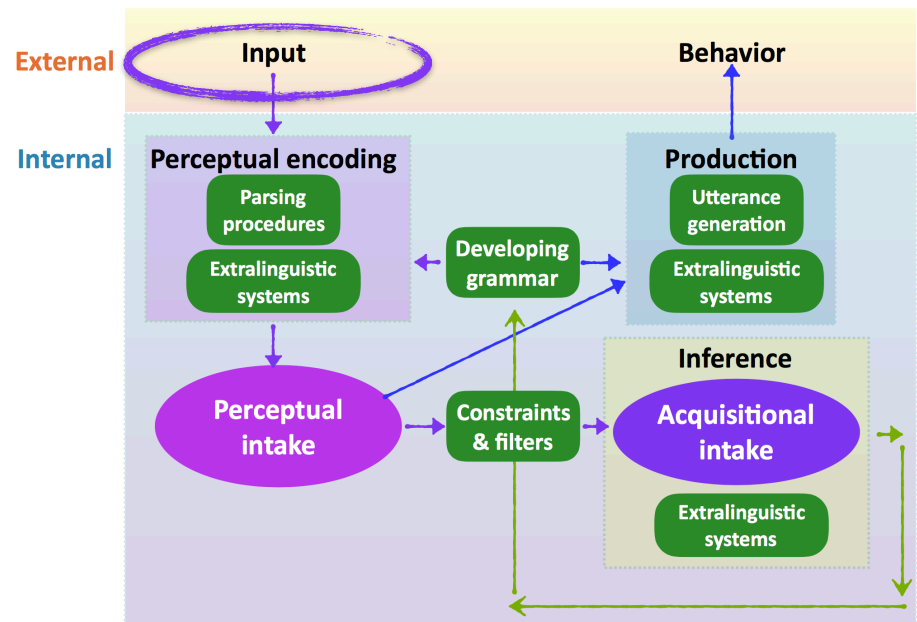 External
Input
Behavior
Internal
Perceptual encoding
Parsing
procedures
Extralinguistic
systems
Developing
grammar
Production
Utterance
generation
Extralinguistic
systems
Perceptual
intake
Constraints
& filters
Inference
Acquisitional
intake
Extralinguistic
systems